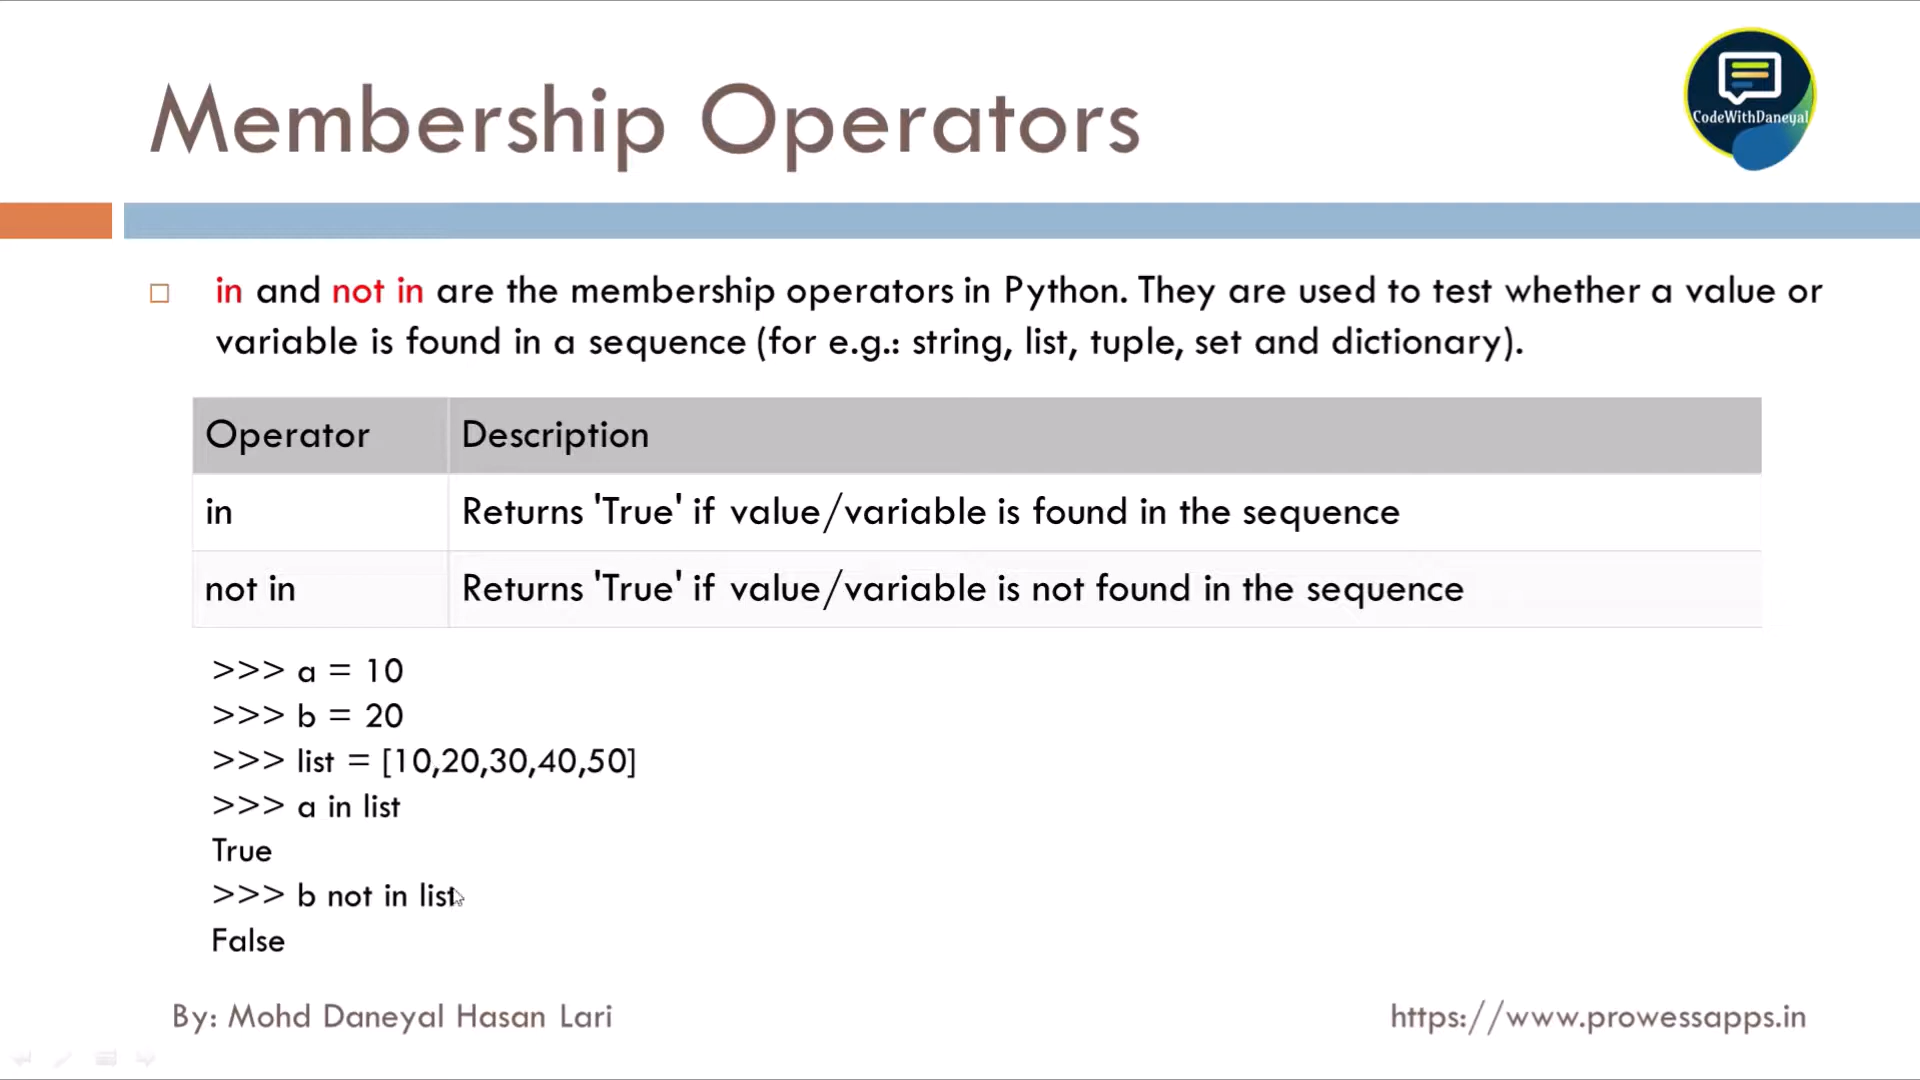 Membership Operators
CodeWithDaneyal
in and not in are the membership operators in Python. They are used to test whether a value or
variable is found in a sequence (for e.g.: string, list, tuple, set and dictionary).
Operator Description
in Returns 'True' if value/variable is found in the sequence
not in Returns 'True' if value/variable is not found in the sequence
>>> a = 10
>>> b = 20
>>> list = [10,20,30,40,50]
>>> a in list
True
>>> b not in list
False
By: Mohd Daneyal Hasan Lari https://www.prowessapps.in